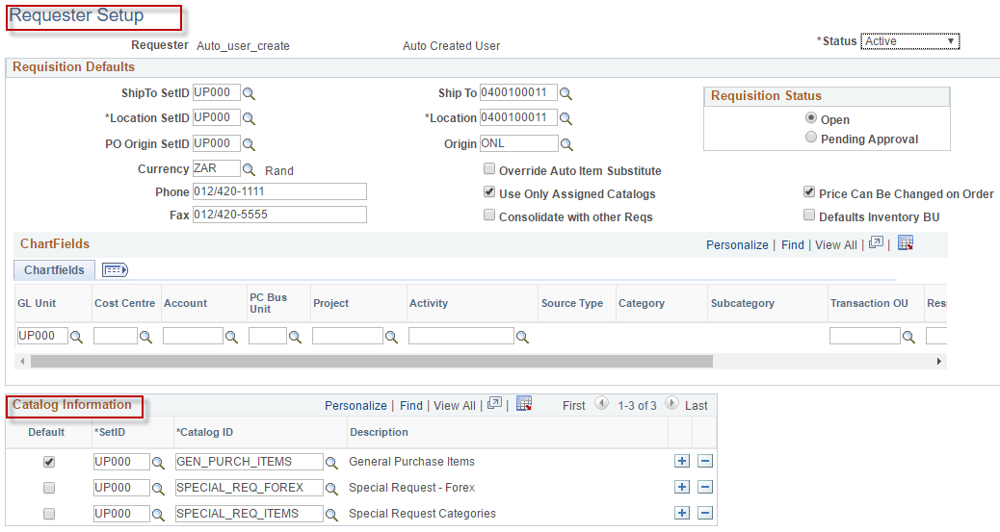 Requester Setup
Requester Auto_user_create Auto Created User *Status Active
Requisition Defaults
ShipTo SetID UP000 Ship To 0400100011
*Location SetID UP000 *Location 0400100011
PO Origin SetID UP000 Origin ONL
Requisition Status
Open
Pending Approval
Currency ZAR Rand Override Auto Item Substitute
Phone 012/420-1111 Use Only Assigned Catalogs Price Can Be Changed on Order
Fax 012/420-5555 Consolidate with other Reqs Defaults Inventory BU
ChartFields Personalize | Find | View All | |
Chartfields
GL Unit Cost Centre Account PC Bus Unit Project Activity Source Type Category Subcategory Transaction OU Resp
UP000
Catalog Information Personalize | Find | View All | | First 1-3 of 3 Last
Default *SetID *Catalog ID Description
UP000 GEN_PURCH_ITEMS General Purchase Items
UP000 SPECIAL_REQ_FOREX Special Request - Forex
UP000 SPECIAL_REQ_ITEMS Special Request Categories